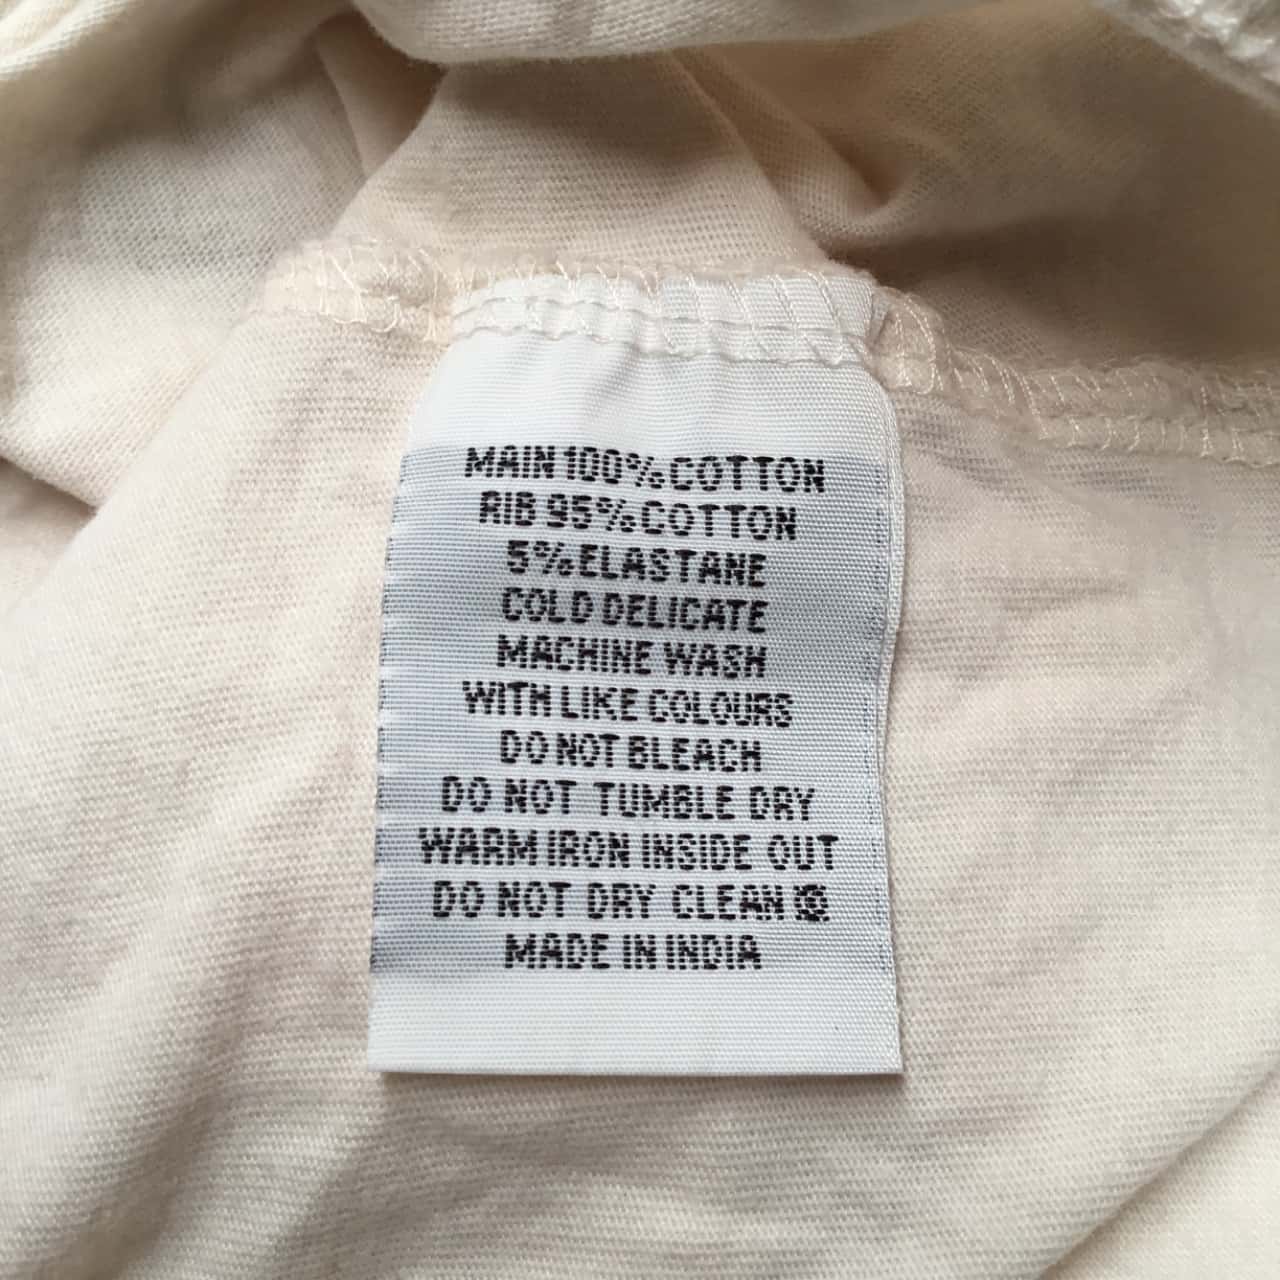 MAIN 100% COTTON
RIB 95% COTTON
5% ELASTANE
COLD DELICATE
MACHINE WASH
WITH LIKE COLOURS
DO NOT BLEACH
DO NOT TUMBLE DRY
WARM IRON INSIDE OUT
DO NOT DRY CLEAN
MADE IN INDIA